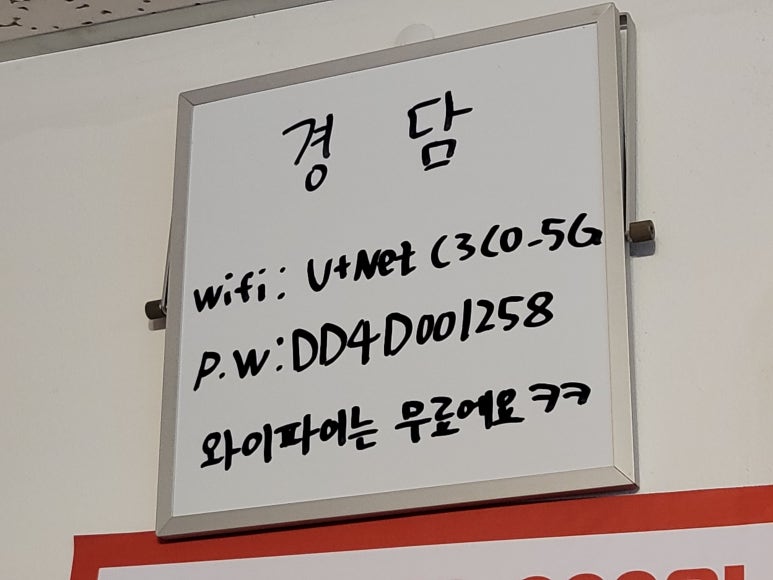 경 담
wifi: U+Net C3C0-5G
P.W: DD4D001258
와이파이는 무료에요 ㅋㅋ